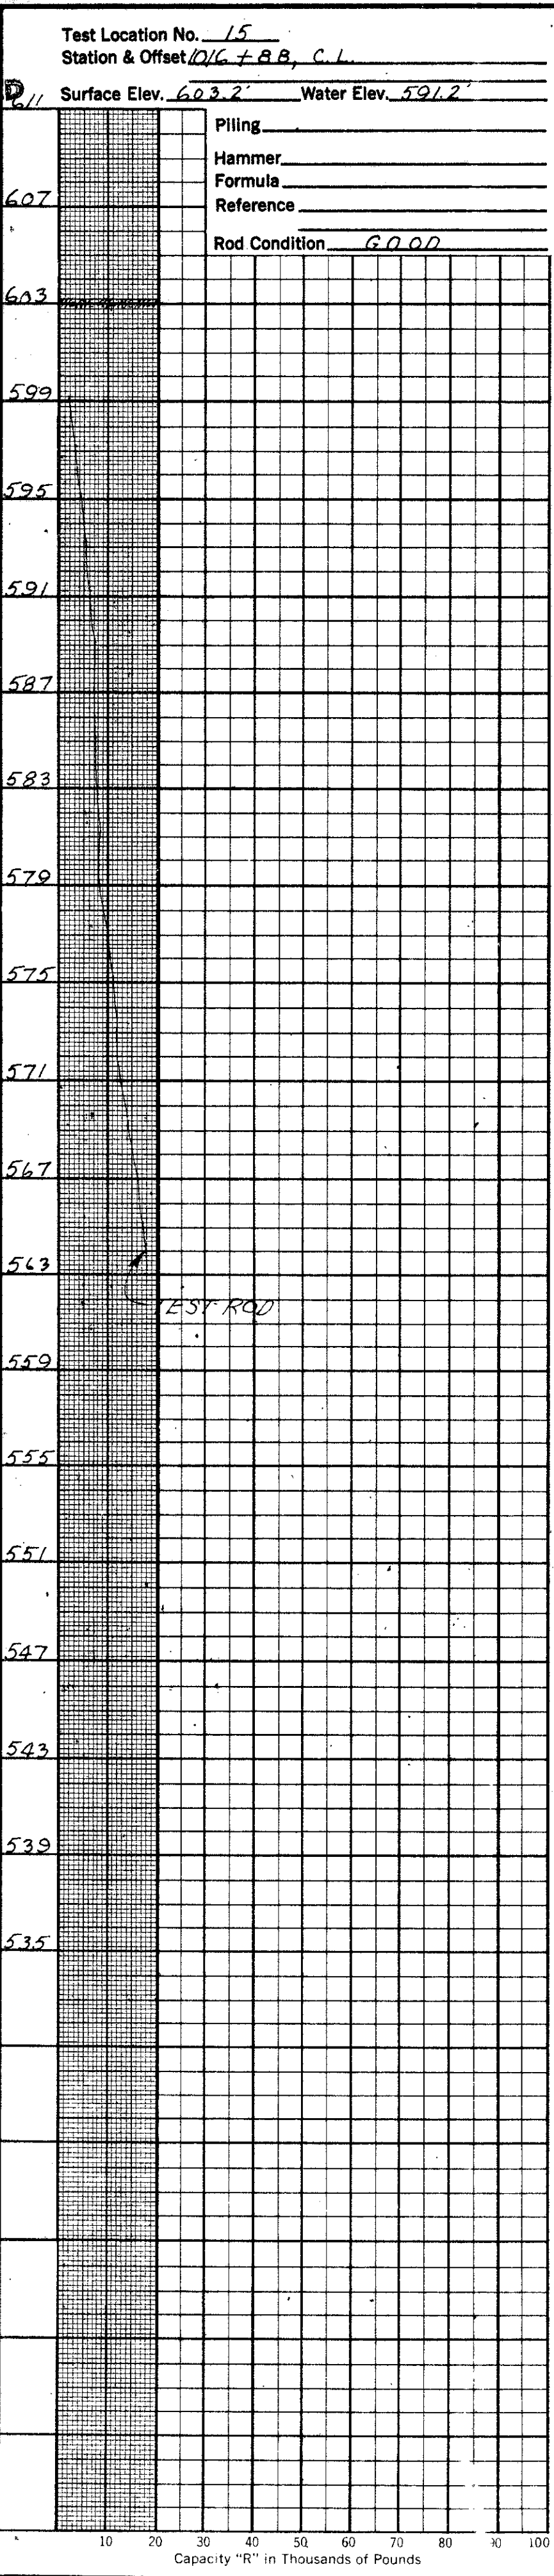 Test Location No. 15
Station & Offset 1016 + 88, C.L.
Surface Elev. 603.2' Water Elev. 591.2'
611
Piling
Hammer
Formula
607
Reference
Rod Condition GOOD
603
599
595
591
587
583
579
575
571
567
563
TEST ROD
559
555
551
547
543
539
535
10 20 30 40 50 60 70 80 90 100
Capacity "R" in Thousands of Pounds